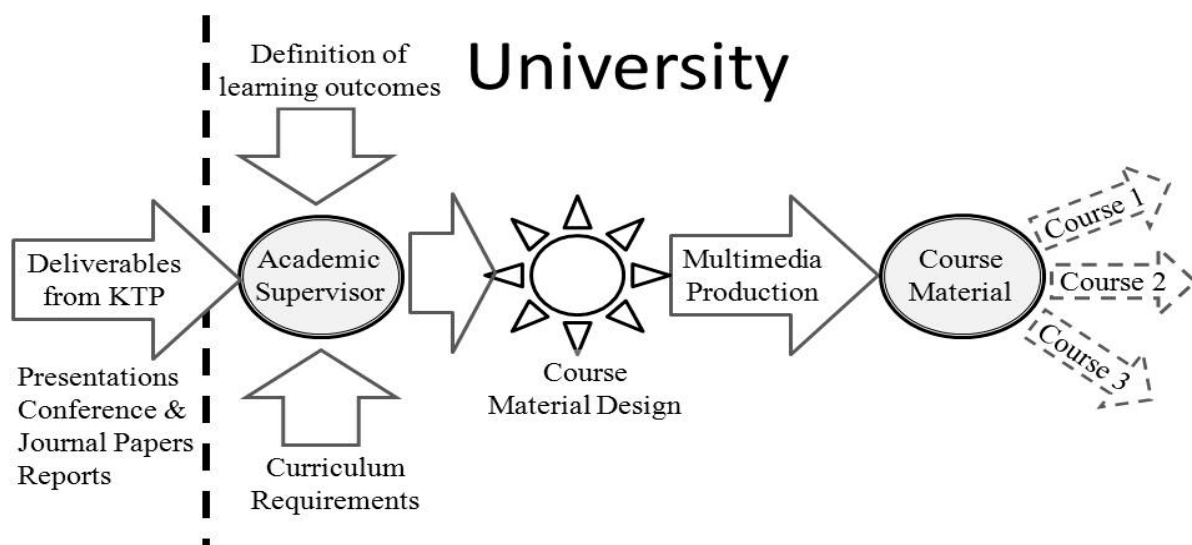 University
Definition of
learning outcomes
Deliverables
from KTP
Academic
Supervisor
Multimedia
Production
Course
Material
Course 1
Course 2
Course 3
Presentations
Conference &
Journal Papers
Reports
Curriculum
Requirements
Course
Material Design